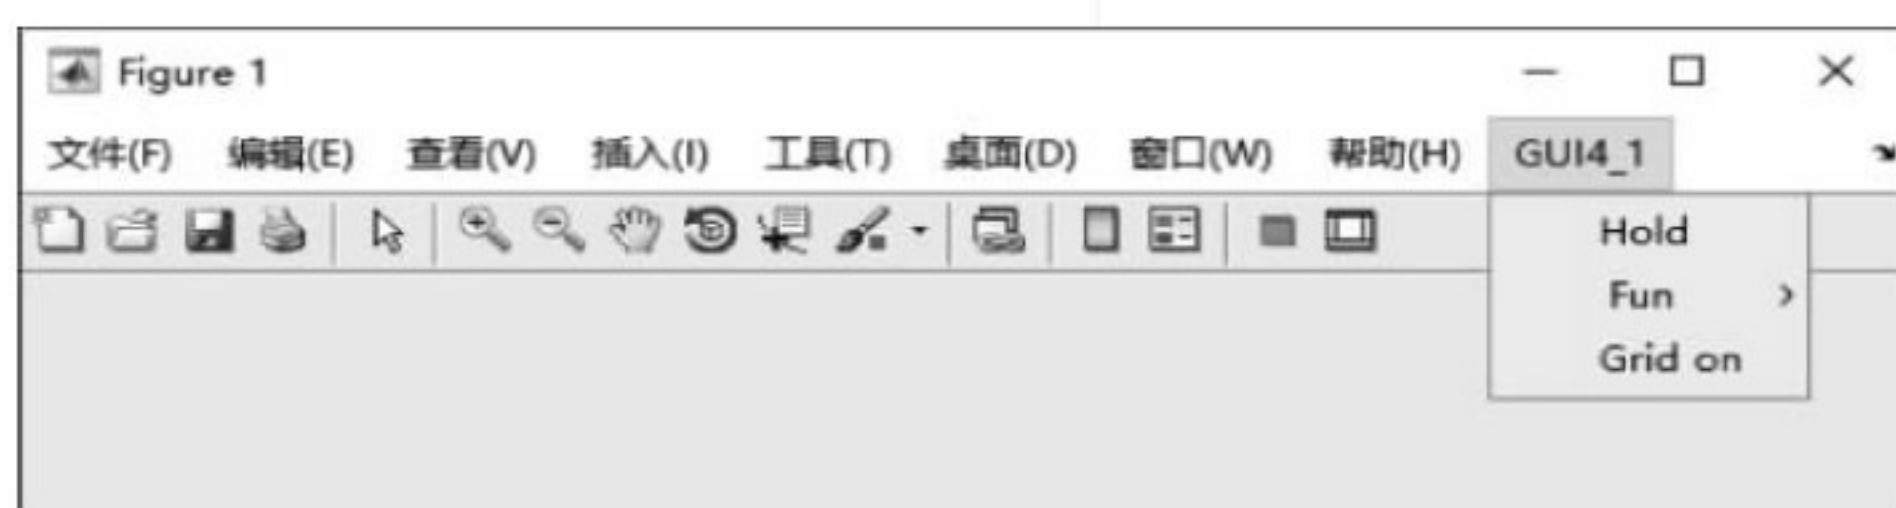 Figure 1
文件(F) 编辑(E) 查看(V) 插入(I) 工具(T) 桌面(D) 窗口(W) 帮助(H) GUI4_1
Hold
Fun
Grid on